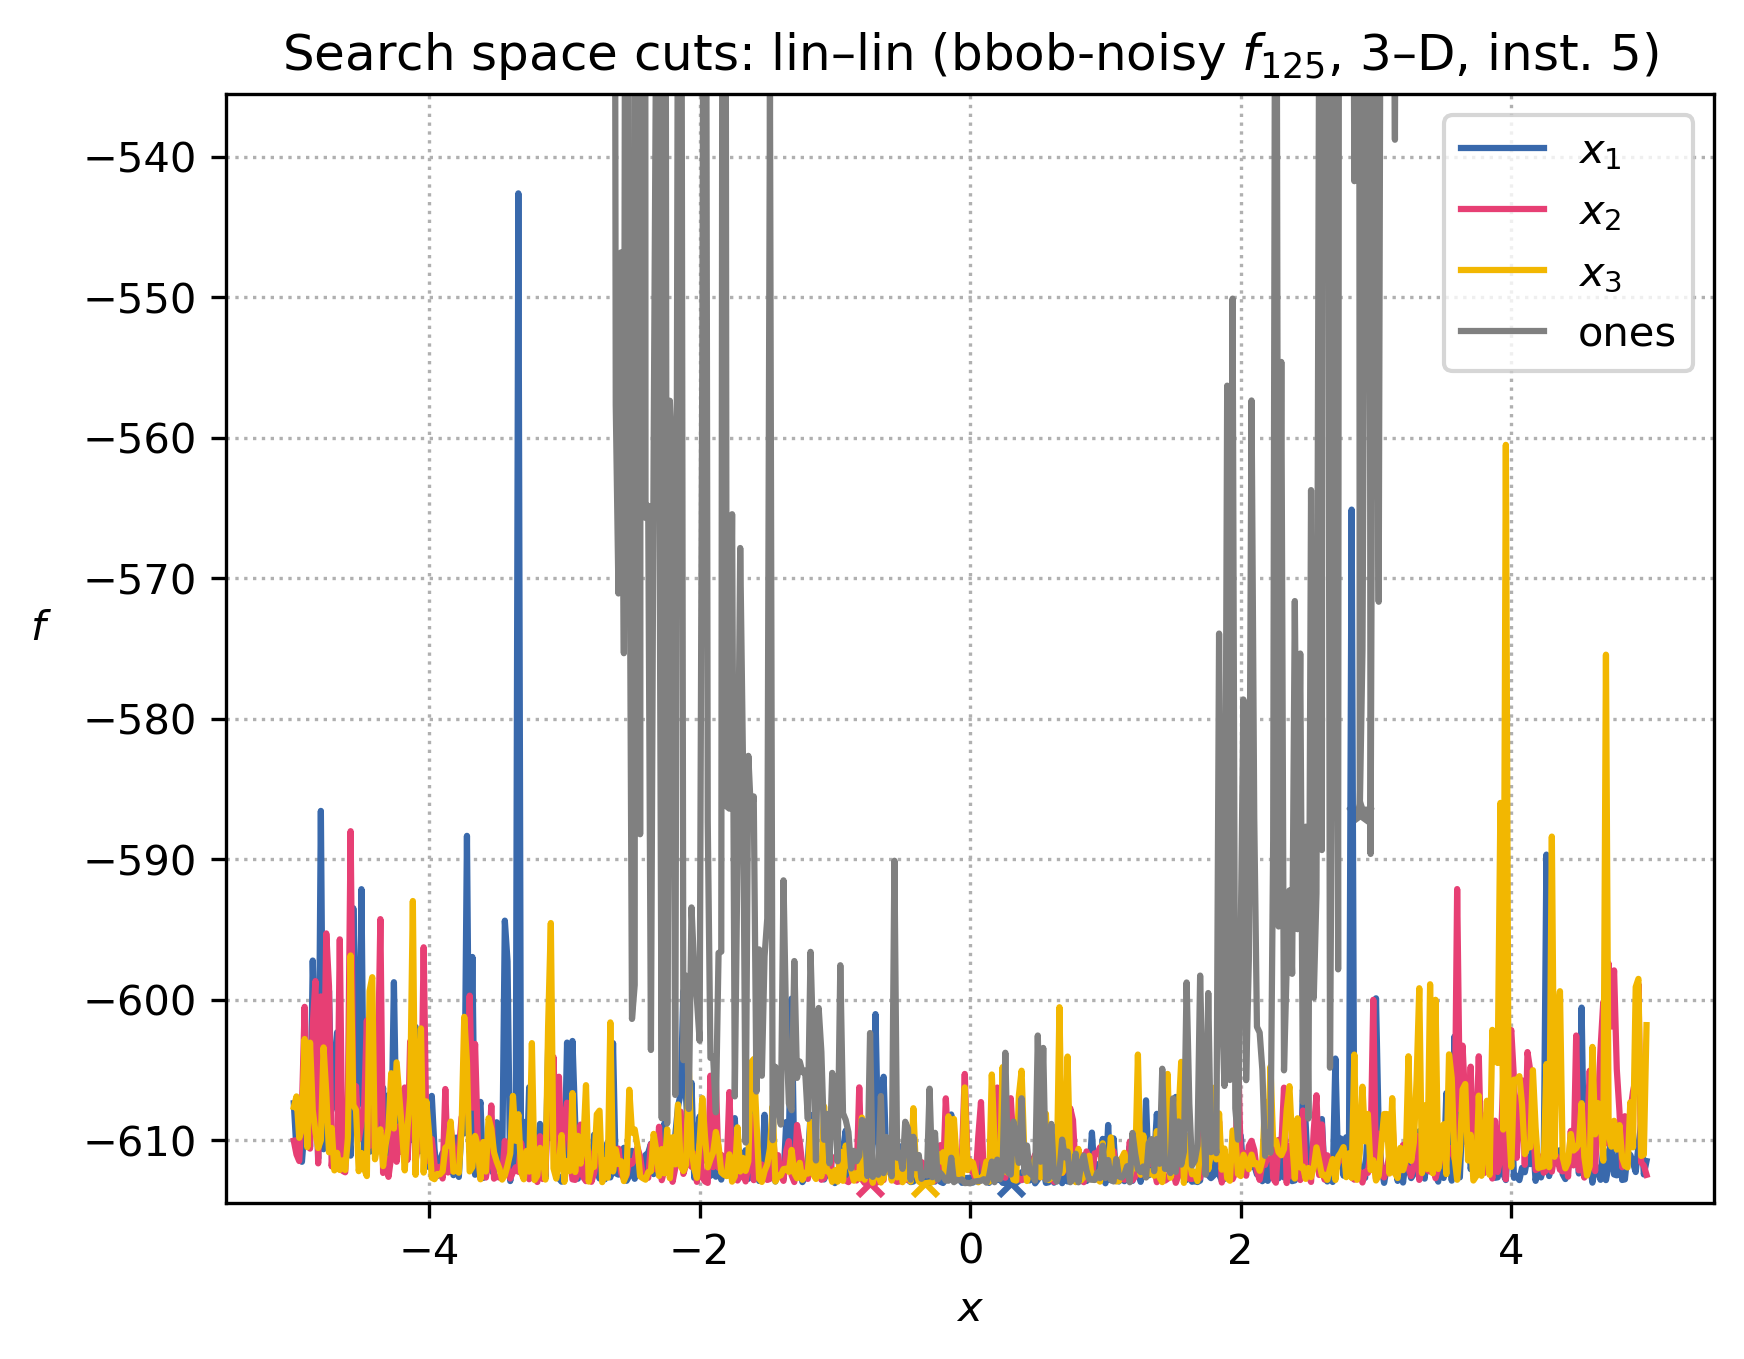 Search space cuts: lin–lin (bbob-noisy f₁₂₅, 3–D, inst. 5)
x₁
x₂
x₃
ones
−540
−550
−560
−570
−580
−590
−600
−610
f
−4
−2
0
2
4
x